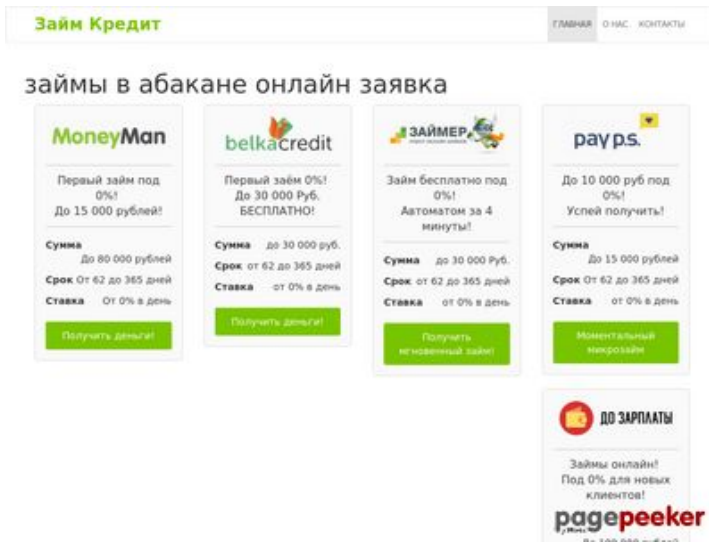 Займ Кредит
ГЛАВНАЯ О НАС КОНТАКТЫ
займы в абакане онлайн заявка
MoneyMan
Первый займ под
0%!
До 15 000 рублей!
Сумма
До 80 000 рублей
Срок От 62 до 365 дней
Ставка От 0% в день
Получить деньги!
belkacredit
Первый заём 0%!
До 30 000 Руб.
БЕСПЛАТНО!
Сумма до 30 000 руб.
Срок от 62 до 365 дней
Ставка от 0% в день
Получить деньги!
ЗАЙМЕР
Займ бесплатно под
0%!
Автоматом за 4
минуты!
Сумма до 30 000 Руб.
Срок от 62 до 365 дней
Ставка от 0% в день
Получить
мгновенный займ!
pay p.s.
До 10 000 руб под
0%!
Успей получить!
Сумма
До 15 000 рублей
Срок От 62 до 365 дней
Ставка От 0% в день
Моментальный
микрозайм
ДО ЗАРПЛАТЫ
Займы онлайн!
Под 0% для новых
клиентов!
pagepeeker
До 100 000 рублей